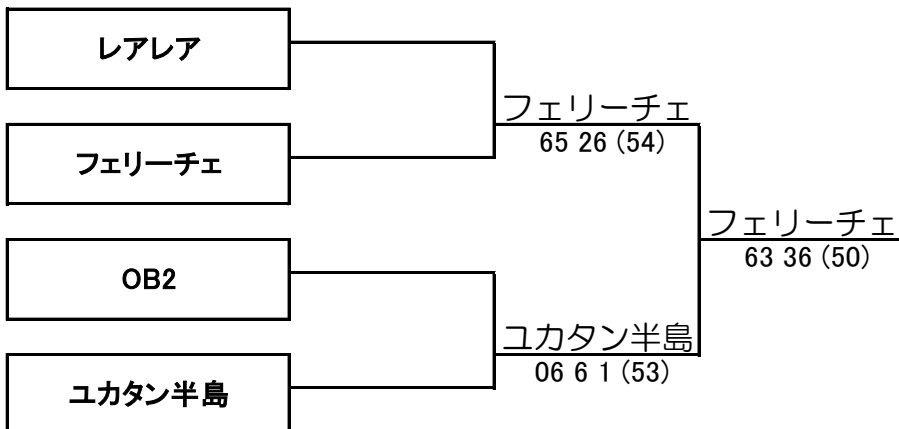 レアレア
フェリーチェ
65 26 (54)
フェリーチェ
フェリーチェ
63 36 (50)
OB2
ユカタン半島
06 6 1 (53)
ユカタン半島